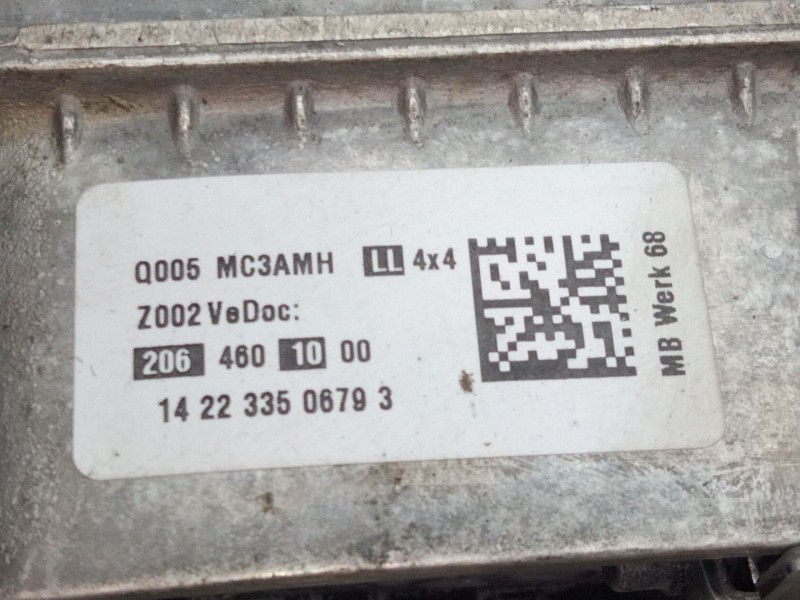 Q005 MC3AMH LL 4x4
Z002 VeDoc:
206 460 10 00
14 22 335 0679 3
MB Werk 68